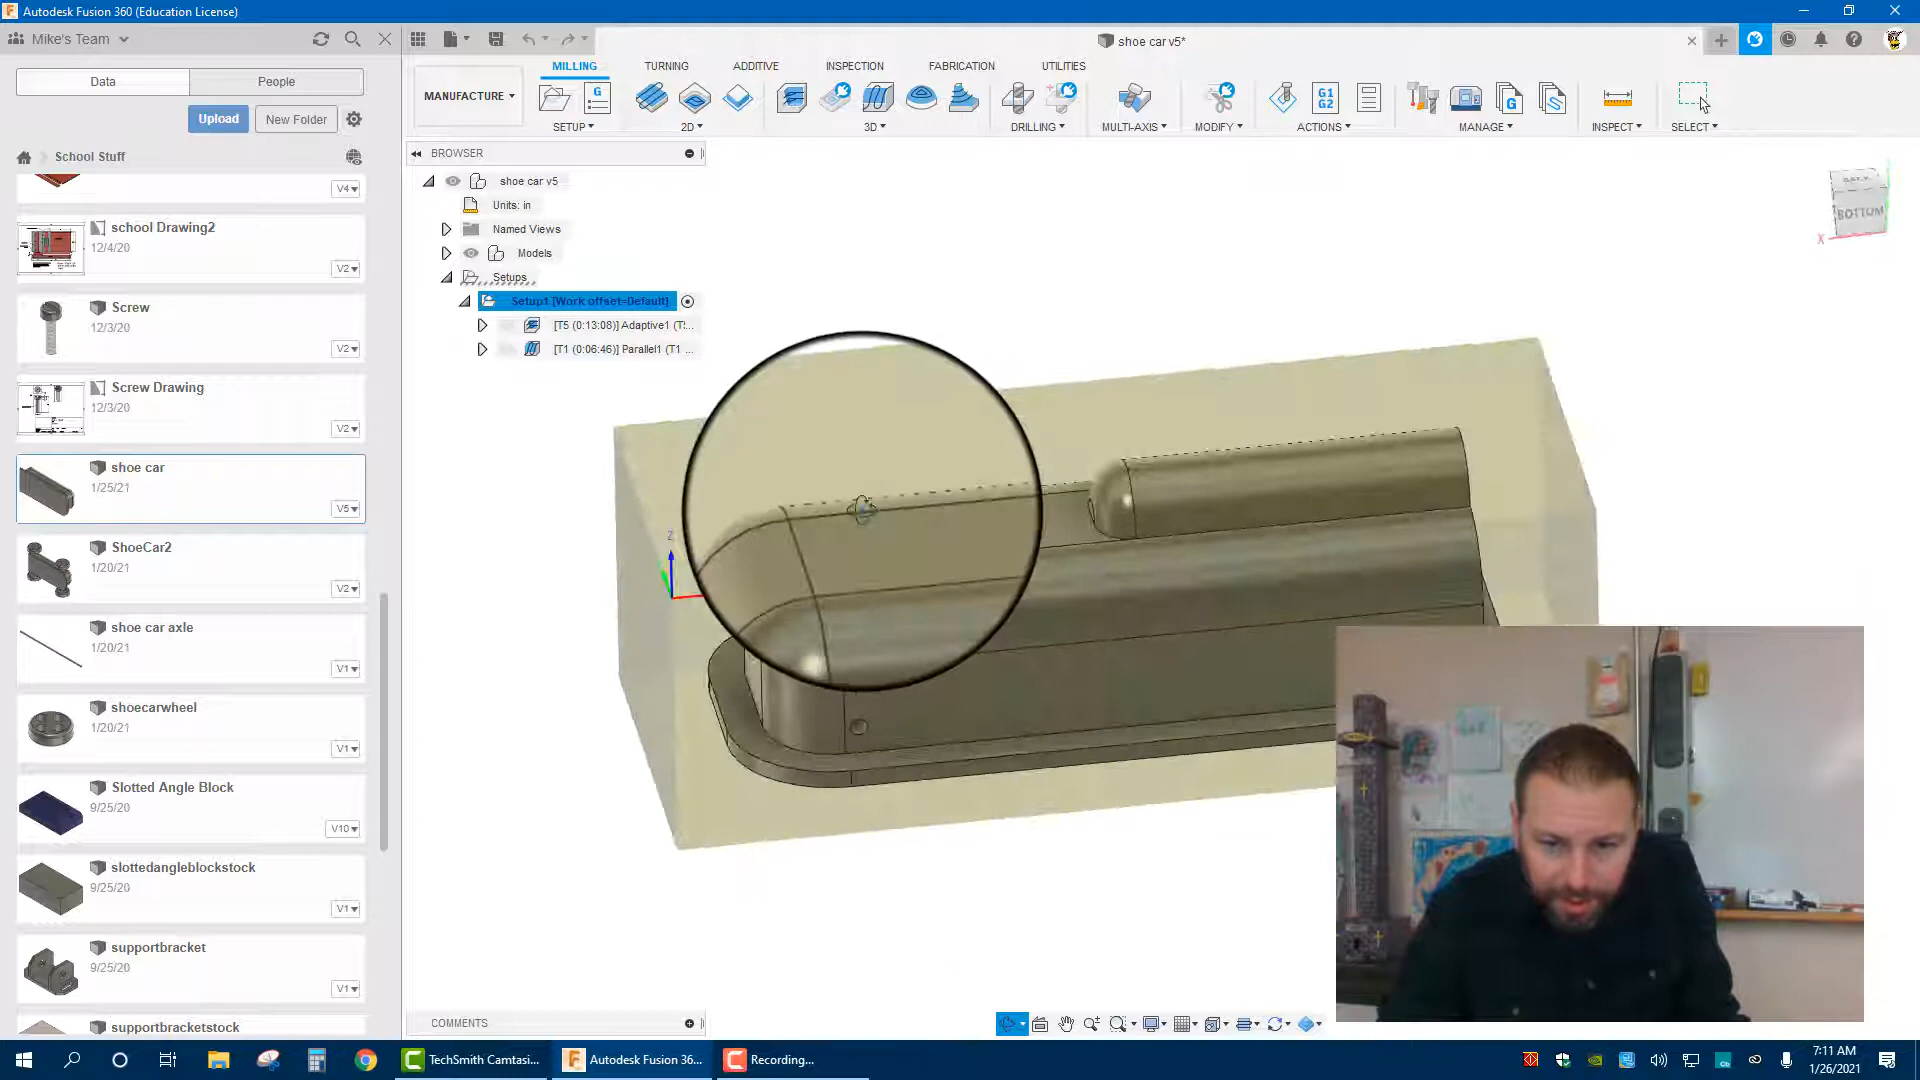 Autodesk Fusion 360 (Education License)
Mike's Team
shoe car v5*
Data
People
Upload
New Folder
School Stuff
V4
school Drawing2
12/4/20
V2
Screw
12/3/20
V2
Screw Drawing
12/3/20
V2
shoe car
1/25/21
V5
ShoeCar2
1/20/21
V2
shoe car axle
1/20/21
V1
shoecarwheel
1/20/21
V1
Slotted Angle Block
9/25/20
V10
slottedangleblockstock
9/25/20
V1
supportbracket
9/25/20
V1
supportbracketstock
MILLING
TURNING
ADDITIVE
INSPECTION
FABRICATION
UTILITIES
MANUFACTURE
G
G1
G2
G
SETUP
2D
3D
DRILLING
MULTI-AXIS
MODIFY
ACTIONS
MANAGE
INSPECT
SELECT
BROWSER
shoe car v5
Units: in
Named Views
Models
Setups
Setup1 [Work offset=Default]
[T5 (0:13:08)] Adaptive1 (T:...
[T1 (0:06:46)] Parallel1 (T1 ...
BOTTOM
X
Z
COMMENTS
TechSmith Camtasi...
Autodesk Fusion 36...
Recording...
7:11 AM
1/26/2021